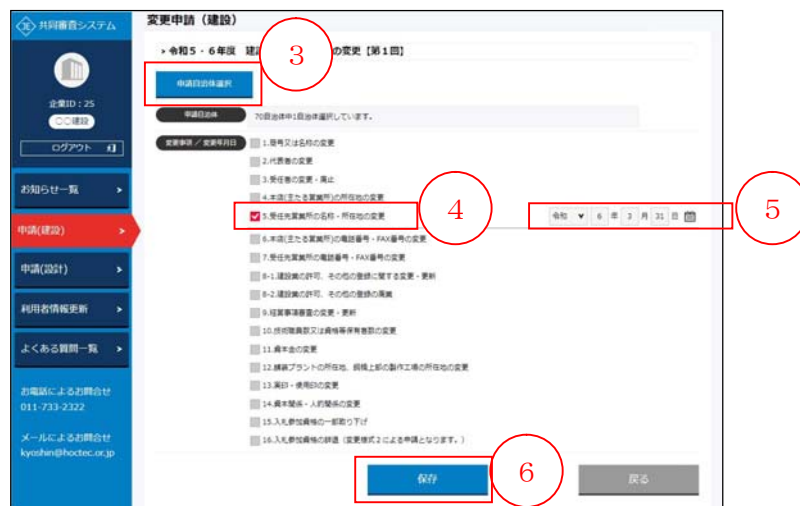 共同審査システム
企業ID : 25
〇〇建設
ログアウト
お知らせ一覧
申請(建設)
申請(設計)
利用者情報更新
よくある質問一覧
お電話によるお問合せ
011-733-2322
メールによるお問合せ
kyoshin@hoctec.or.jp
変更申請（建設）
令和5・6年度 建設 の変更【第1回】
③
申請自治体選択
申請自治体 70自治体中1自治体選択しています。
変更事項 / 変更年月日 1.商号又は名称の変更
2.代表者の変更
3.受任者の変更・廃止
4.本店(主たる営業所)の所在地の変更
5.受任先営業所の名称・所在地の変更 ④ 令和 6 年 3 月 31 日 ⑤
6.本店(主たる営業所)の電話番号・FAX番号の変更
7.受任先営業所の電話番号・FAX番号の変更
8-1.建設業の許可、その他の登録に関する変更・更新
8-2.建設業の許可、その他の登録の廃業
9.経営事項審査の変更・更新
10.技術職員数又は資格等保有者数の変更
11.資本金の変更
12.舗装プラントの所在地、鋼橋上部の製作工場の所在地の変更
13.実印・使用印の変更
14.資本関係・人的関係の変更
15.入札参加資格の一部取り下げ
16.入札参加資格の辞退（変更様式2による申請となります。）
保存 ⑥ 戻る